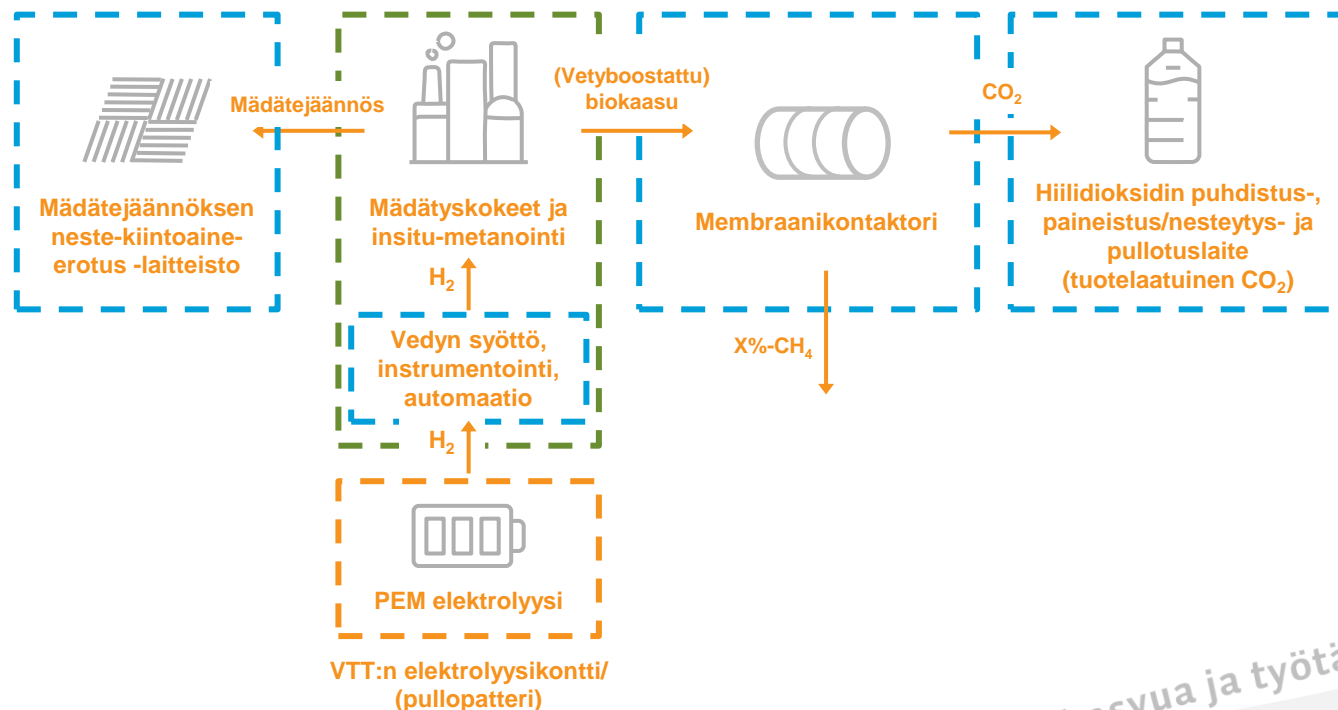 Mädätejäännös
(Vetyboostattu)
biokaasu
CO₂
Mädätejäännöksen
neste-kiintoaine-
erotus -laitteisto
Mädätyskokeet ja
insitu-metanointi
H₂
Vedyn syöttö,
instrumentointi,
automaatio
H₂
Membraanikontaktori
X%-CH₄
Hiilidioksidin puhdistus-,
paineistus/nesteytys- ja
pullotuslaite
(tuotelaatuinen CO₂)
PEM elektrolyysi
VTT:n elektrolyysikontti/
(pullopatteri)
ja työtä